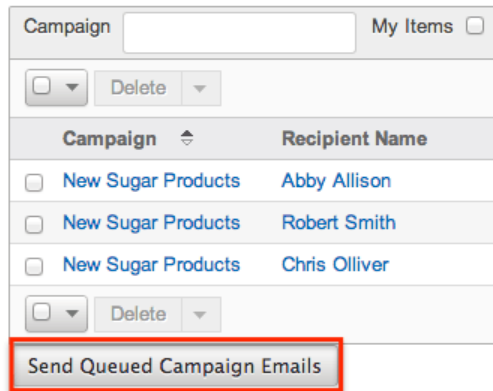 Campaign My Items
Delete
Campaign Recipient Name
New Sugar Products Abby Allison
New Sugar Products Robert Smith
New Sugar Products Chris Olliver
Delete
Send Queued Campaign Emails